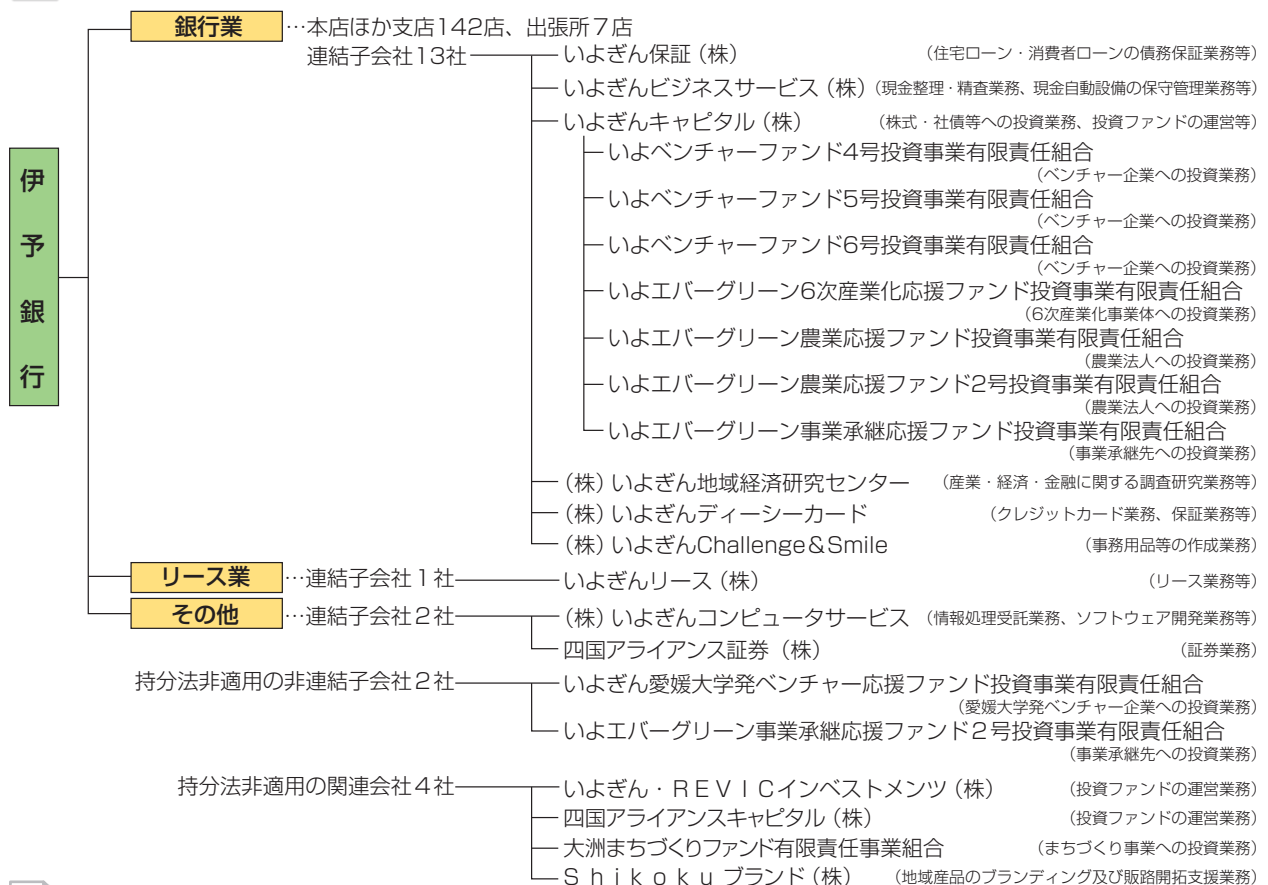 伊予銀行
銀行業…本店ほか支店142店、出張所7店
連結子会社13社
いよぎん保証(株) (住宅ローン・消費者ローンの債務保証業務等)
いよぎんビジネスサービス(株) (現金整理・精査業務、現金自動設備の保守管理業務等)
いよぎんキャピタル(株) (株式・社債等への投資業務、投資ファンドの運営等)
いよベンチャーファンド4号投資事業有限責任組合
(ベンチャー企業への投資業務)
いよベンチャーファンド5号投資事業有限責任組合
(ベンチャー企業への投資業務)
いよベンチャーファンド6号投資事業有限責任組合
(ベンチャー企業への投資業務)
いよエバーグリーン6次産業化応援ファンド投資事業有限責任組合
(6次産業化事業体への投資業務)
いよエバーグリーン農業応援ファンド投資事業有限責任組合
(農業法人への投資業務)
いよエバーグリーン農業応援ファンド2号投資事業有限責任組合
(農業法人への投資業務)
いよエバーグリーン事業承継応援ファンド投資事業有限責任組合
(事業承継先への投資業務)
(株)いよぎん地域経済研究センター (産業・経済・金融に関する調査研究業務等)
(株)いよぎんディーシーカード (クレジットカード業務、保証業務等)
(株)いよぎんChallenge&Smile (事務用品等の作成業務)
リース業…連結子会社1社 いよぎんリース(株) (リース業務等)
その他…連結子会社2社 (株)いよぎんコンピュータサービス (情報処理受託業務、ソフトウェア開発業務等)
四国アライアンス証券(株) (証券業務)
持分法非適用の非連結子会社2社 いよぎん愛媛大学発ベンチャー応援ファンド投資事業有限責任組合
(愛媛大学発ベンチャー企業への投資業務)
いよエバーグリーン事業承継応援ファンド2号投資事業有限責任組合
(事業承継先への投資業務)
持分法非適用の関連会社4社 いよぎん・REVICインベストメンツ(株) (投資ファンドの運営業務)
四国アライアンスキャピタル(株) (投資ファンドの運営業務)
大洲まちづくりファンド有限責任事業組合 (まちづくり事業への投資業務)
Shikokuブランド(株) (地域産品のブランディング及び販路開拓支援業務)